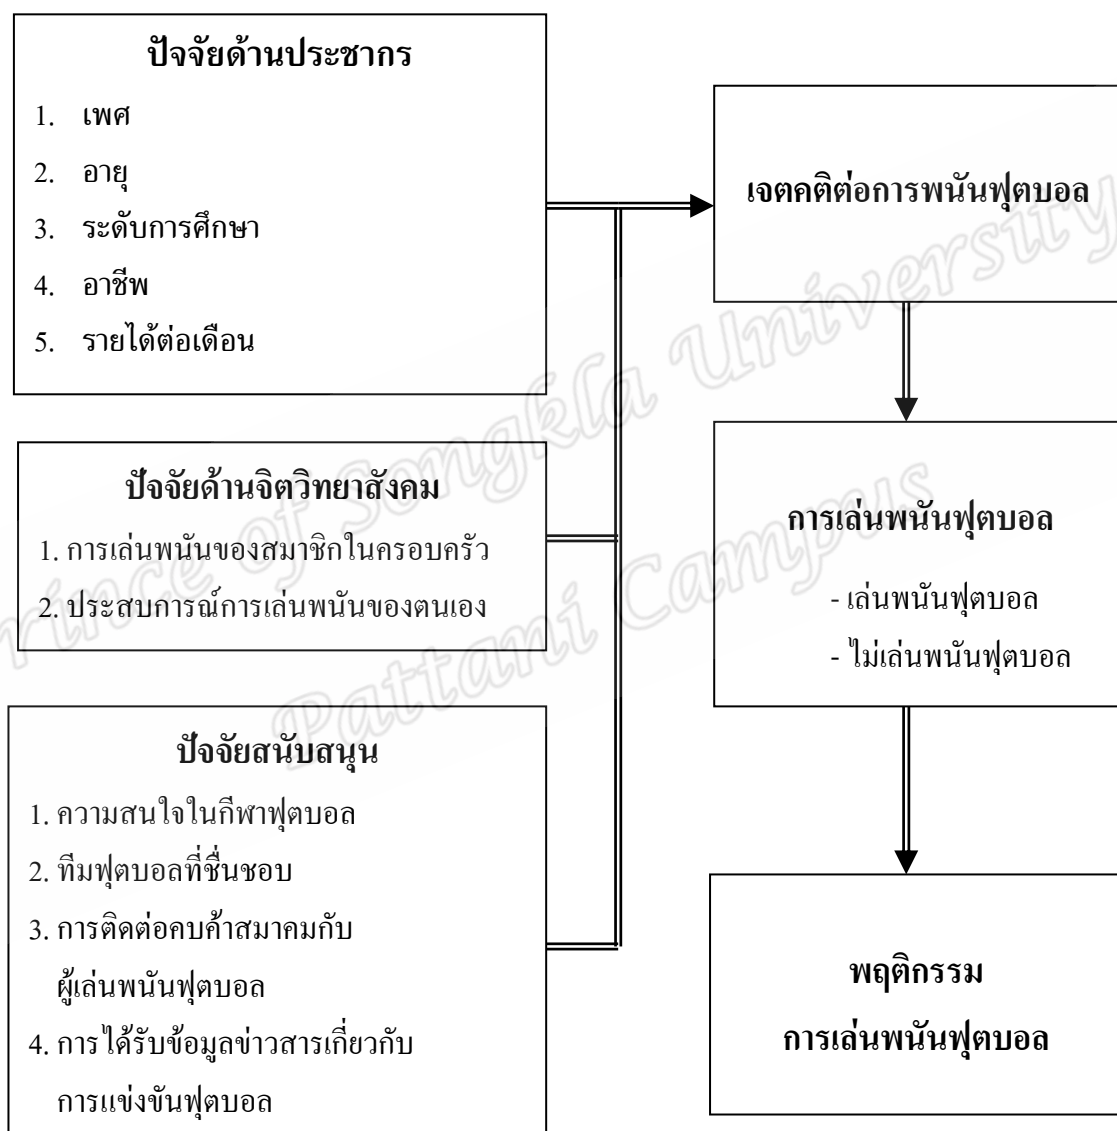 ปัจจัยด้านประชากร
1. เพศ
2. อายุ
3. ระดับการศึกษา
4. อาชีพ
5. รายได้ต่อเดือน
ปัจจัยด้านจิตวิทยาสังคม
1. การเล่นพนันของสมาชิกในครอบครัว
2. ประสบการณ์การเล่นพนันของตนเอง
ปัจจัยสนับสนุน
1. ความสนใจในกีฬาฟุตบอล
2. ทีมฟุตบอลที่ชื่นชอบ
3. การติดต่อคบค้าสมาคมกับ
ผู้เล่นพนันฟุตบอล
4. การได้รับข้อมูลข่าวสารเกี่ยวกับ
การแข่งขันฟุตบอล
เจตคติต่อการพนันฟุตบอล
การเล่นพนันฟุตบอล
- เล่นพนันฟุตบอล
- ไม่เล่นพนันฟุตบอล
พฤติกรรม
การเล่นพนันฟุตบอล
Prince of Songkla University
Pattani Campus